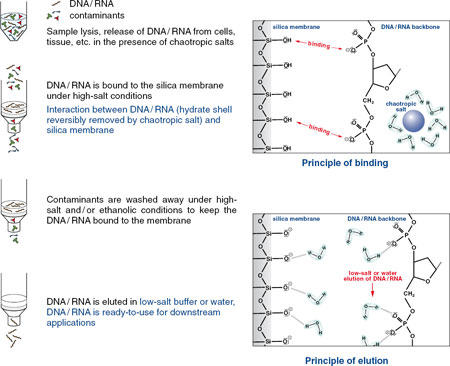 DNA/RNA
contaminants
Sample lysis, release of DNA/RNA from cells,
tissue, etc. in the presence of chaotropic salts
DNA/RNA is bound to the silica membrane
under high-salt conditions
Interaction between DNA/RNA (hydrate shell
reversibly removed by chaotropic salt) and
silica membrane
Contaminants are washed away under high-
salt and/or ethanolic conditions to keep the
DNA/RNA bound to the membrane
DNA/RNA is eluted in low-salt buffer or water,
DNA/RNA is ready-to-use for downstream
applications
silica membrane
DNA/RNA backbone
binding
binding
chaotropic
salt
Principle of binding
silica membrane
DNA/RNA backbone
low-salt or water
elution of DNA/RNA
Principle of elution